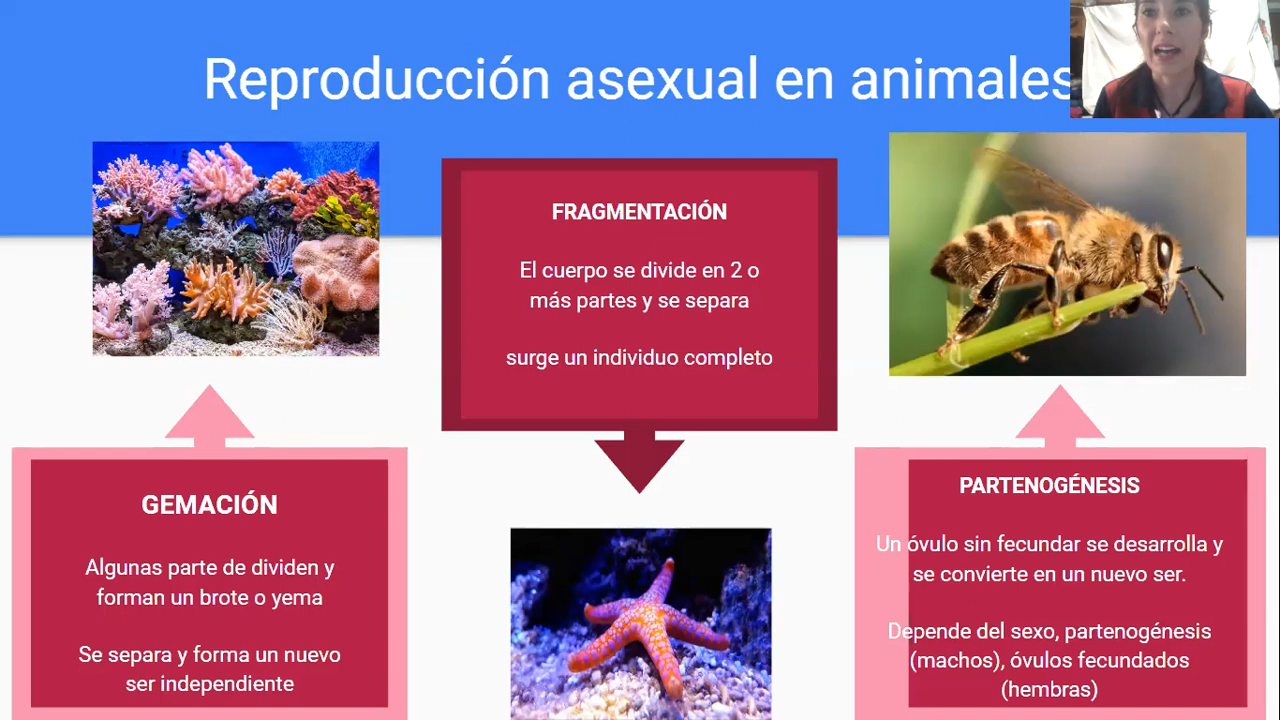 Reproducción asexual en animales
FRAGMENTACIÓN
El cuerpo se divide en 2 o
más partes y se separa
surge un individuo completo
GEMACIÓN
Algunas parte de dividen y
forman un brote o yema
Se separa y forma un nuevo
ser independiente
PARTENOGÉNESIS
Un óvulo sin fecundar se desarrolla y
se convierte en un nuevo ser.
Depende del sexo, partenogénesis
(machos), óvulos fecundados
(hembras)